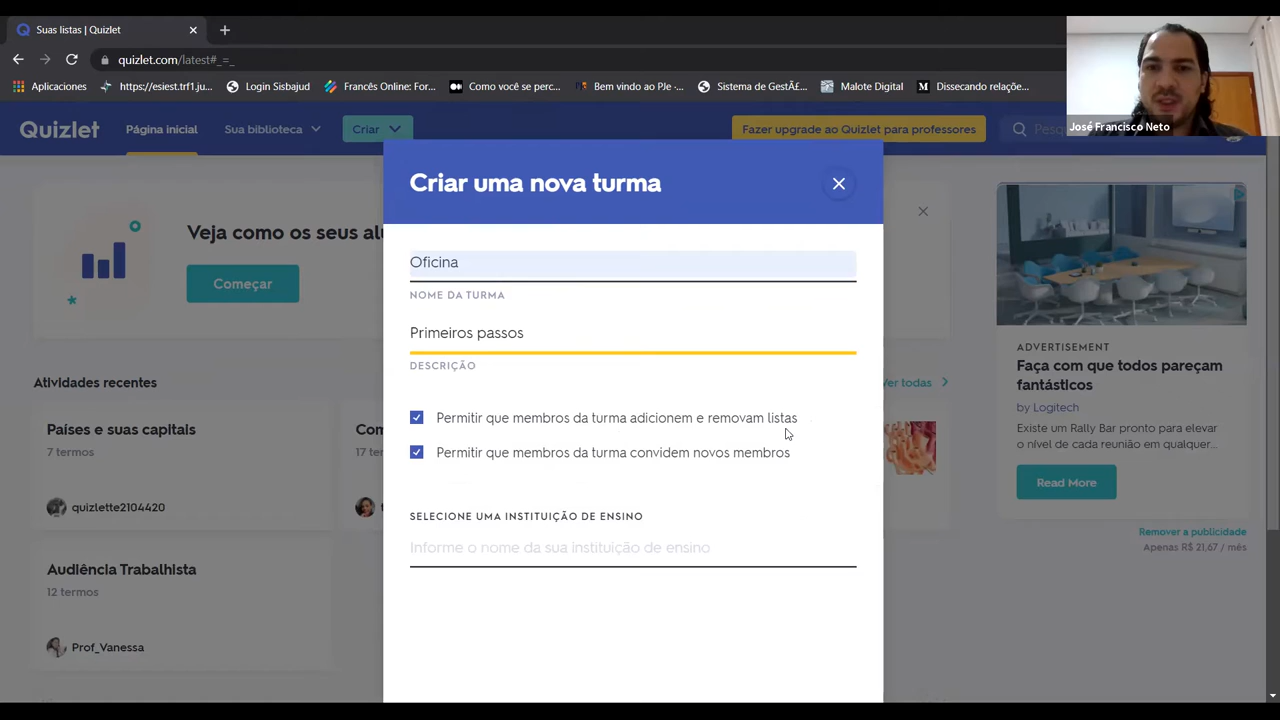 Suas listas | Quizlet
quizlet.com/latest#_=_
Aplicaciones
https://esiest.trf1.ju...
Login Sisbajud
Francês Online: For...
Como você se perc...
Bem vindo ao PJe -...
Sistema de GestÃ£...
Malote Digital
Dissecando relaçõe...
José Francisco Neto
Quizlet
Página inicial
Sua biblioteca
Criar
Fazer upgrade ao Quizlet para professores
Pesqu
Criar uma nova turma
Veja como os seus alu
Começar
Oficina
NOME DA TURMA
Primeiros passos
DESCRIÇÃO
Permitir que membros da turma adicionem e removam listas
Permitir que membros da turma convidem novos membros
SELECIONE UMA INSTITUIÇÃO DE ENSINO
Informe o nome da sua instituição de ensino
Atividades recentes
Ver todas
Países e suas capitais
7 termos
quizlette2104420
Com
17 ter
Audiência Trabalhista
12 termos
Prof_Vanessa
ADVERTISEMENT
Faça com que todos pareçam
fantásticos
by Logitech
Existe um Rally Bar pronto para elevar
o nível de cada reunião em qualquer...
Read More
Remover a publicidade
Apenas R$ 21,67 / mês